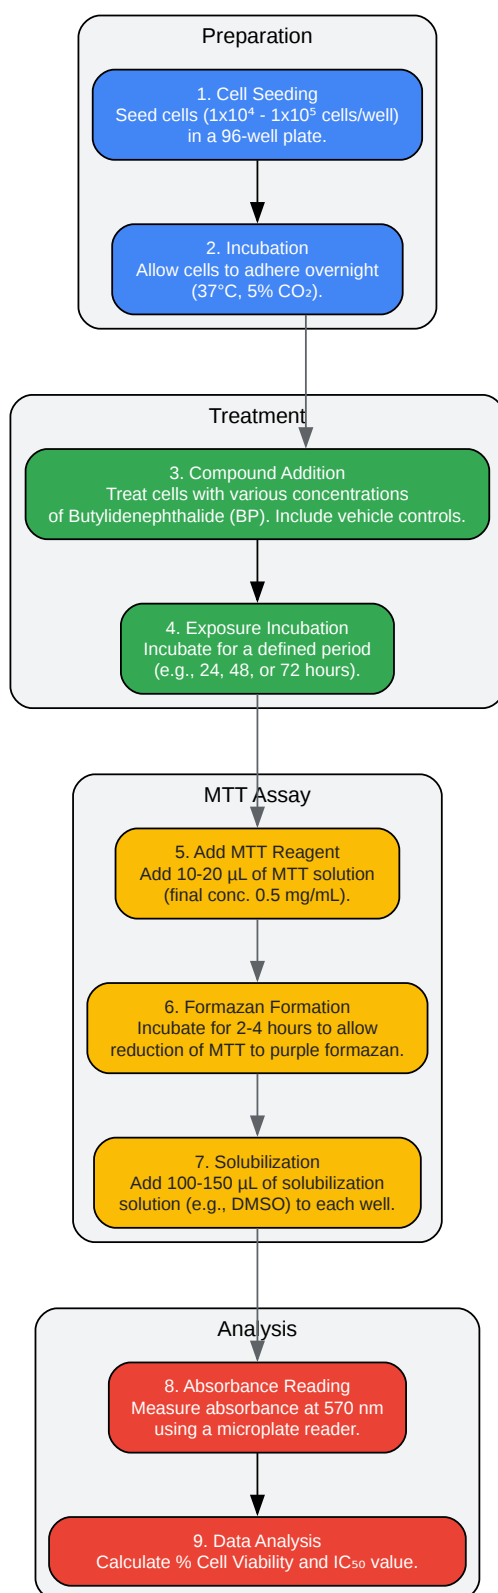 Preparation
1. Cell Seeding
Seed cells (1x10⁴ - 1x10⁵ cells/well)
in a 96-well plate.
2. Incubation
Allow cells to adhere overnight
(37°C, 5% CO₂).
Treatment
3. Compound Addition
Treat cells with various concentrations
of Butylidenephthalide (BP). Include vehicle controls.
4. Exposure Incubation
Incubate for a defined period
(e.g., 24, 48, or 72 hours).
MTT Assay
5. Add MTT Reagent
Add 10-20 µL of MTT solution
(final conc. 0.5 mg/mL).
6. Formazan Formation
Incubate for 2-4 hours to allow
reduction of MTT to purple formazan.
7. Solubilization
Add 100-150 µL of solubilization
solution (e.g., DMSO) to each well.
Analysis
8. Absorbance Reading
Measure absorbance at 570 nm
using a microplate reader.
9. Data Analysis
Calculate % Cell Viability and IC₅₀ value.